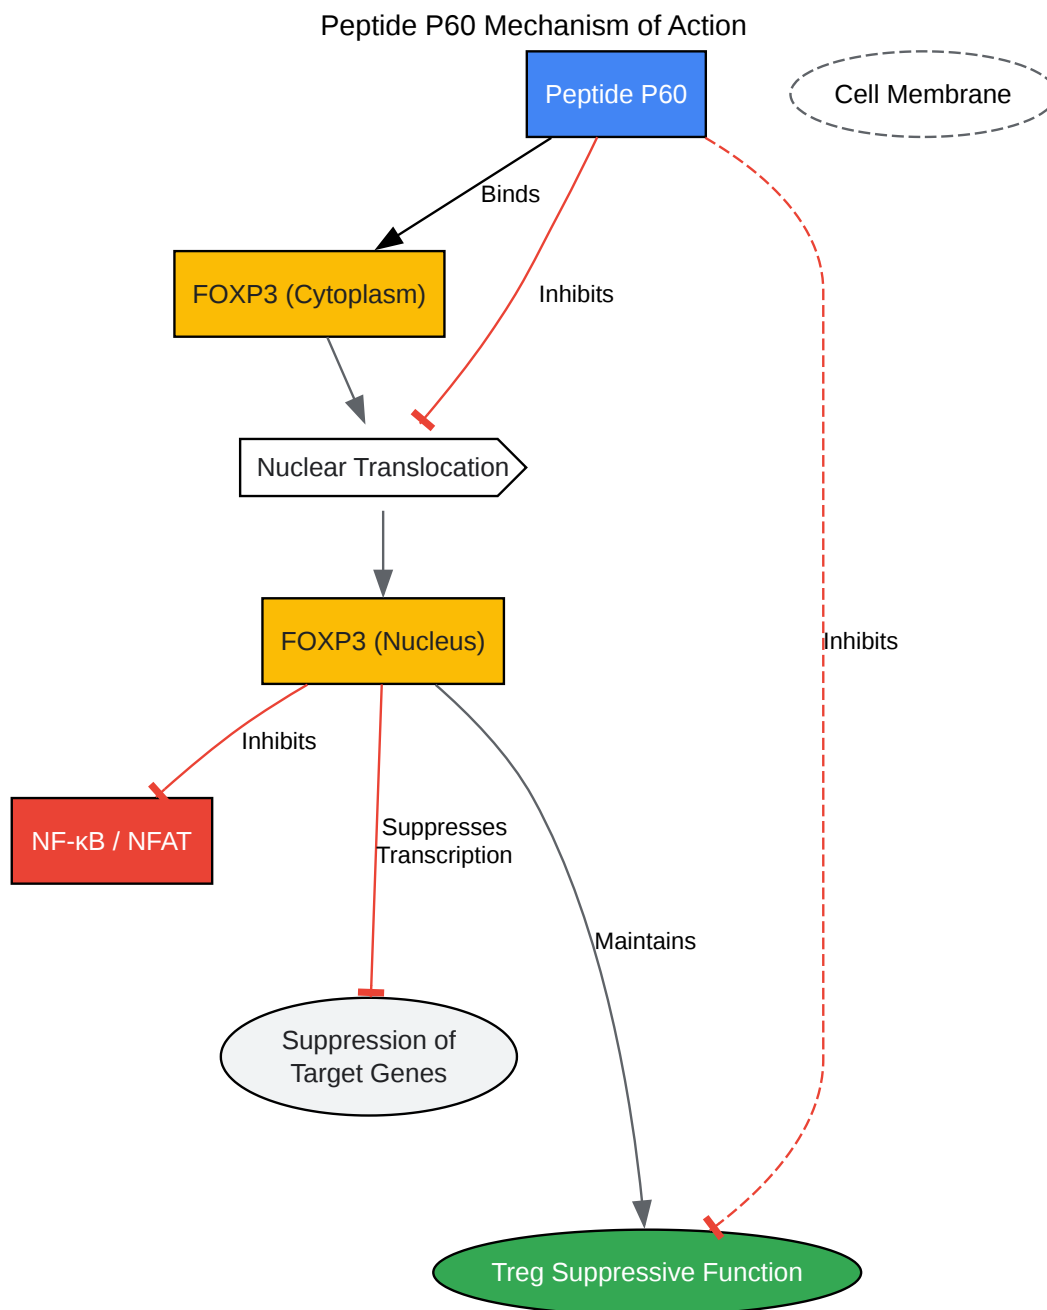 Peptide P60 Mechanism of Action
Peptide P60
Cell Membrane
Binds
FOXP3 (Cytoplasm)
Inhibits
Nuclear Translocation
FOXP3 (Nucleus)
Inhibits
Inhibits
NF-κB / NFAT
Suppresses
Transcription
Maintains
Suppression of
Target Genes
Treg Suppressive Function